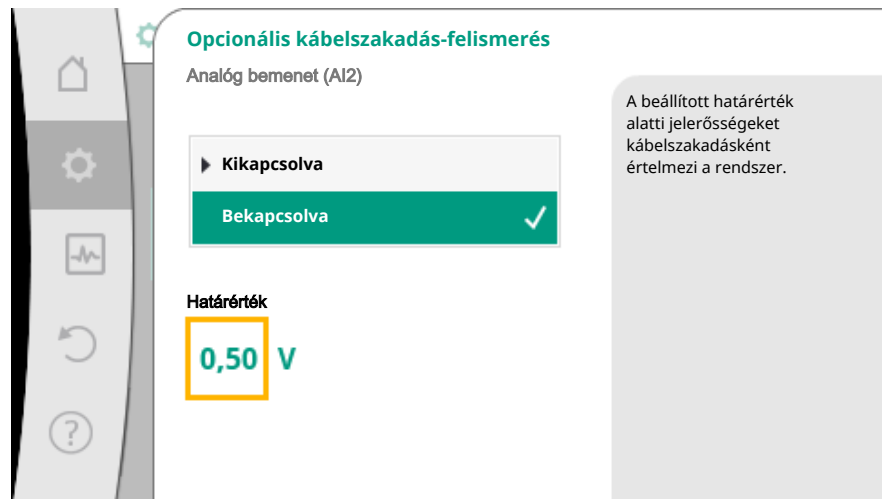 Opcionális kábelszakadás-felismerés
Analóg bemenet (AI2)
Kikapcsolva
Bekapcsolva
Határérték
0,50 V
A beállított határérték
alatti jelerősségeket
kábelszakadásként
értelmezi a rendszer.
?